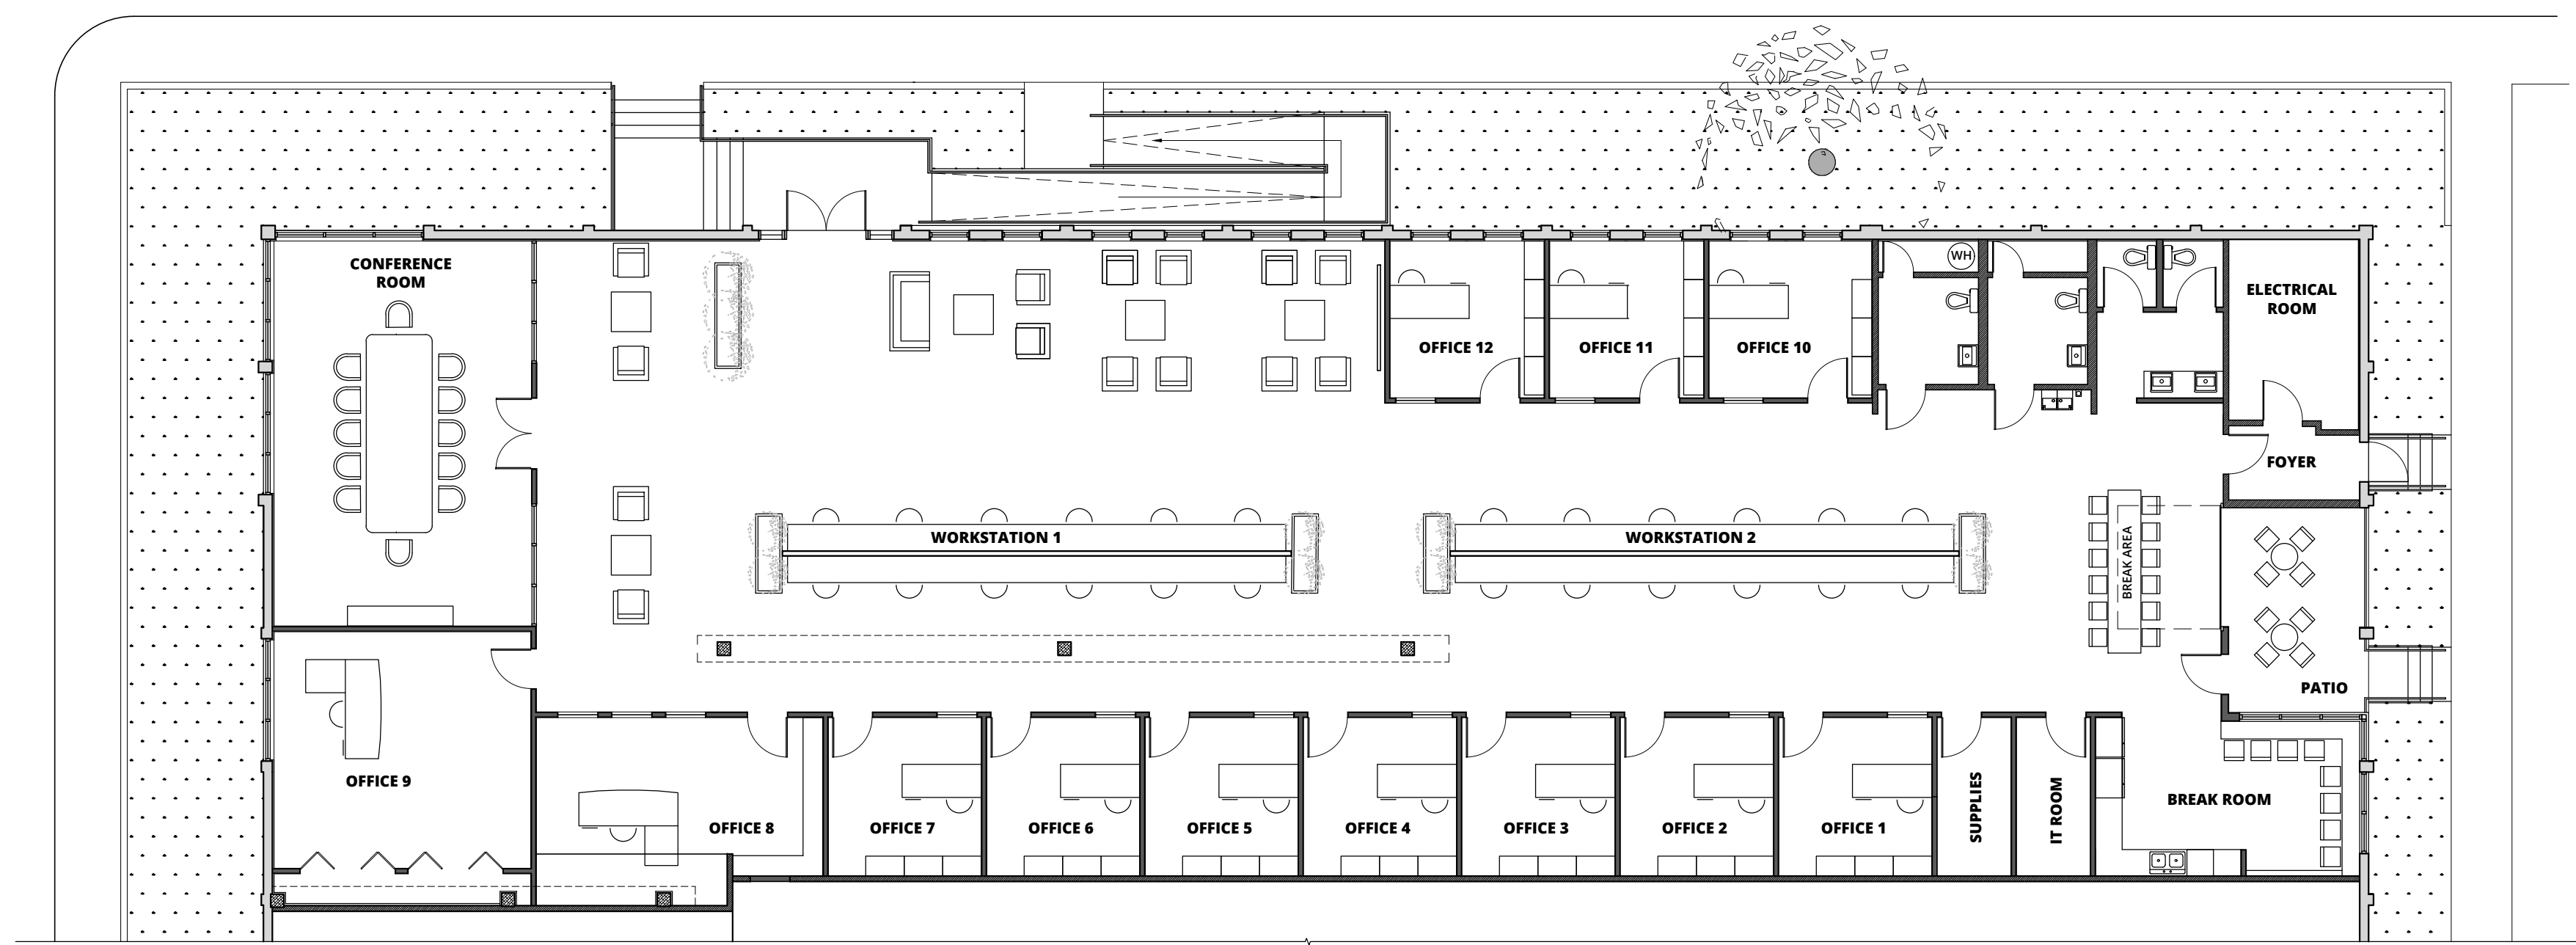 CONFERENCE
ROOM
WH
ELECTRICAL
ROOM
OFFICE 12
OFFICE 11
OFFICE 10
FOYER
WORKSTATION 1
WORKSTATION 2
BREAK AREA
PATIO
OFFICE 9
OFFICE 8
OFFICE 7
OFFICE 6
OFFICE 5
OFFICE 4
OFFICE 3
OFFICE 2
OFFICE 1
SUPPLIES
IT ROOM
BREAK ROOM